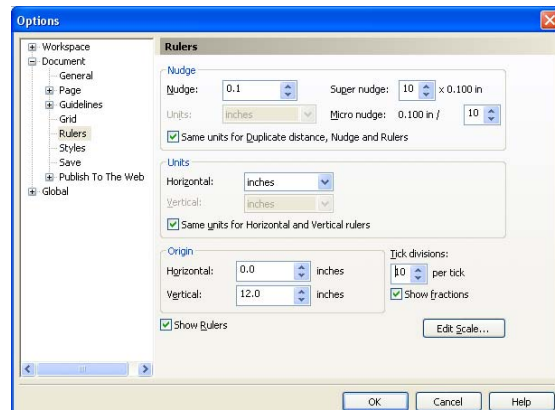 Options
Workspace
Document
General
Page
Guidelines
Grid
Rulers
Styles
Save
Publish To The Web
Global
Rulers
Nudge
Nudge: 0.1 Super nudge: 10 x 0.100 in
Units: inches Micro nudge: 0.100 in / 10
Same units for Duplicate distance, Nudge and Rulers
Units
Horizontal: inches
Vertical: inches
Same units for Horizontal and Vertical rulers
Origin
Horizontal: 0.0 inches
Vertical: 12.0 inches
Tick divisions:
10 per tick
Show fractions
Show Rulers
Edit Scale...
OK Cancel Help